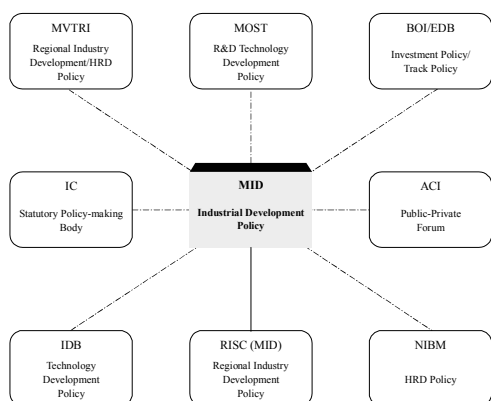 MVTRI
Regional Industry
Development/HRD
Policy
MOST
R&D Technology
Development
Policy
BOI/EDB
Investment Policy/
Track Policy
IC
Statutory Policy-making
Body
MID
Industrial Development
Policy
ACI
Public-Private
Forum
IDB
Technology
Development
Policy
RISC (MID)
Regional Industry
Development
Policy
NIBM
HRD Policy